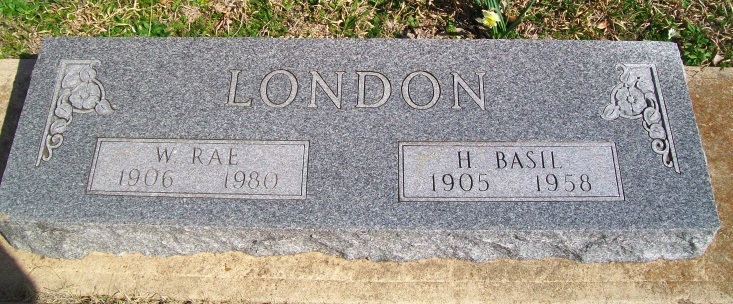 LONDON
W. RAE
1906 1980
H. BASIL
1905 1958